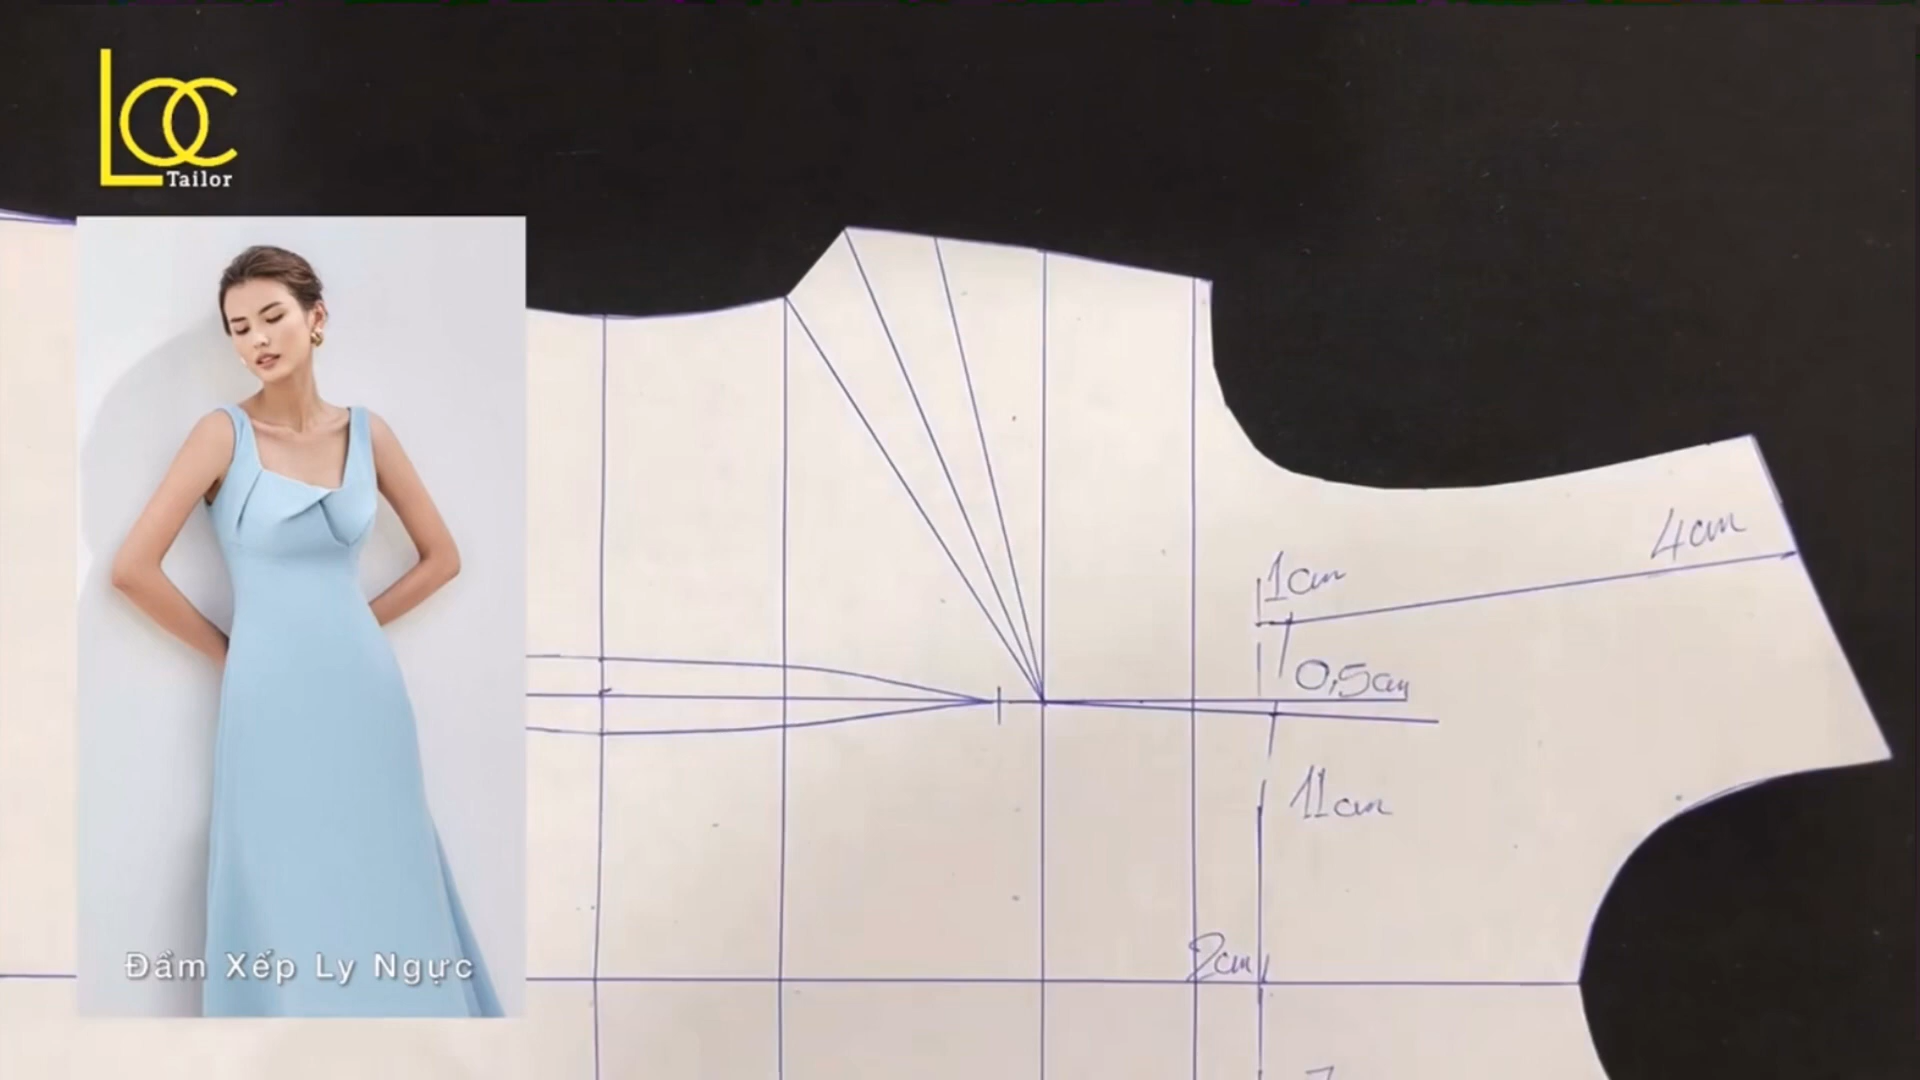 LOC
Tailor
4cm
1cm
0,5cm
11cm
2cm
Đầm Xếp Ly Ngực